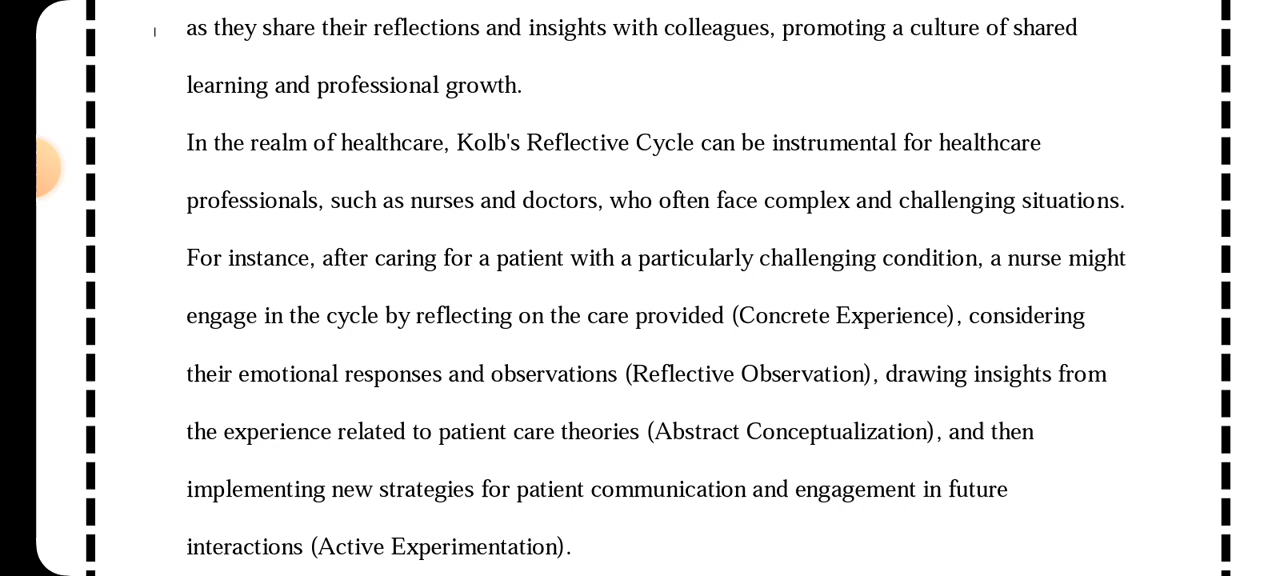 as they share their reflections and insights with colleagues, promoting a culture of shared
learning and professional growth.
In the realm of healthcare, Kolb's Reflective Cycle can be instrumental for healthcare
professionals, such as nurses and doctors, who often face complex and challenging situations.
For instance, after caring for a patient with a particularly challenging condition, a nurse might
engage in the cycle by reflecting on the care provided (Concrete Experience), considering
their emotional responses and observations (Reflective Observation), drawing insights from
the experience related to patient care theories (Abstract Conceptualization), and then
implementing new strategies for patient communication and engagement in future
interactions (Active Experimentation).